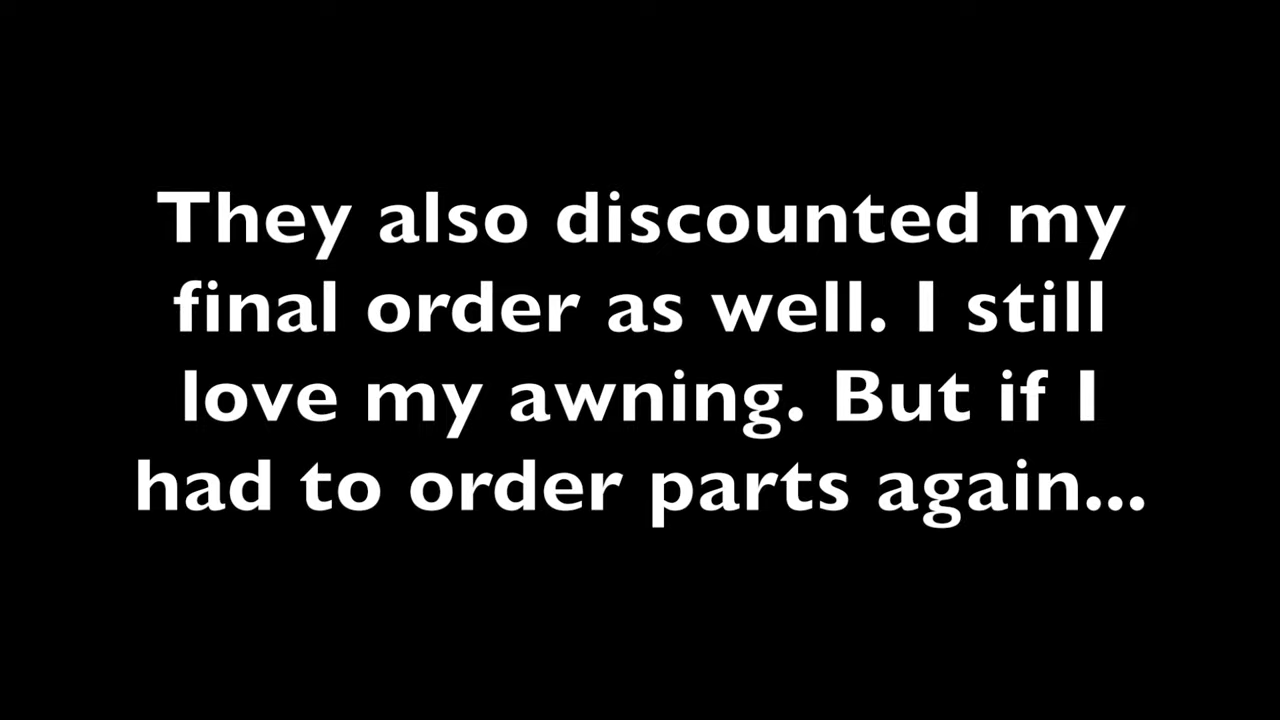 They also discounted my
final order as well. I still
love my awning. But if I
had to order parts again...